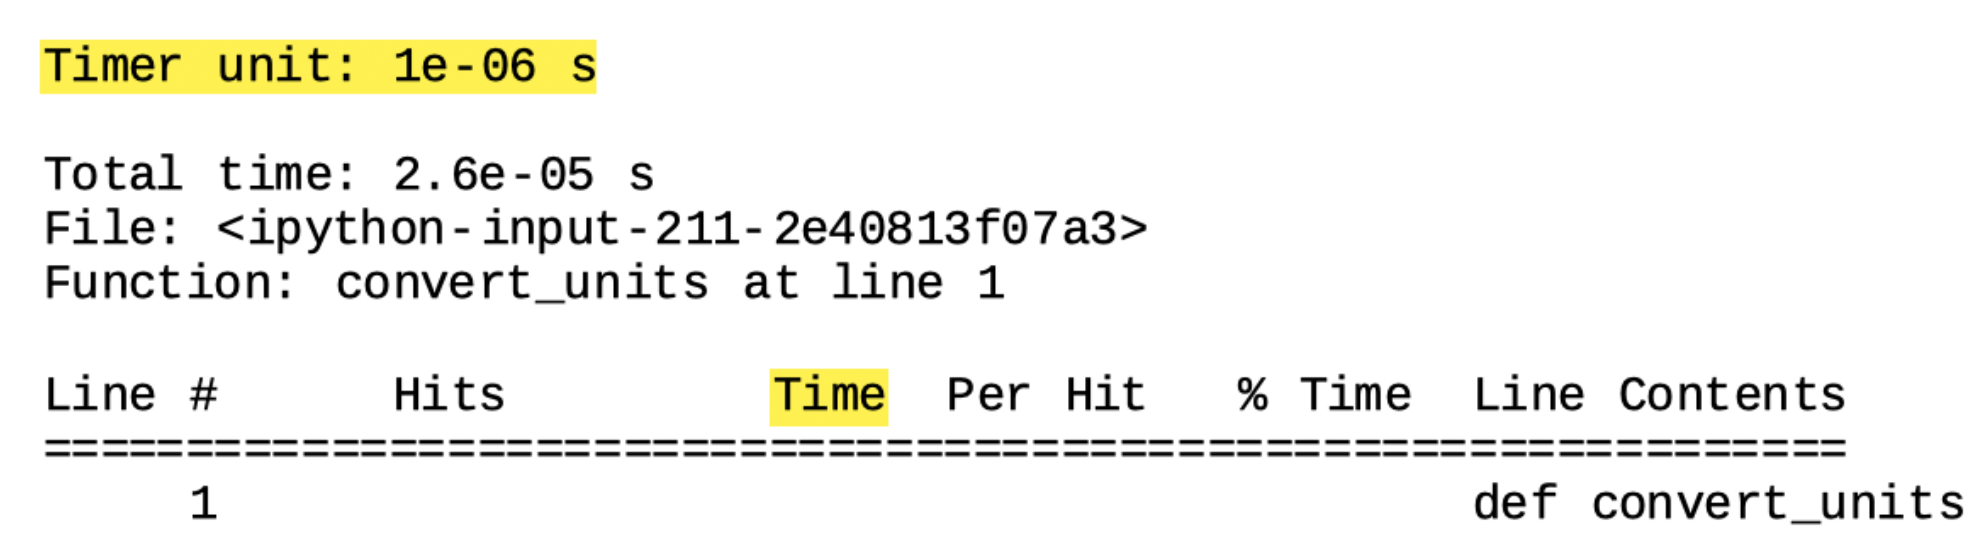 Timer unit: 1e-06 s
Total time: 2.6e-05 s
File: <ipython-input-211-2e40813f07a3>
Function: convert_units at line 1
Line #      Hits         Time  Per Hit   % Time  Line Contents
==============================================================
     1                                           def convert_units